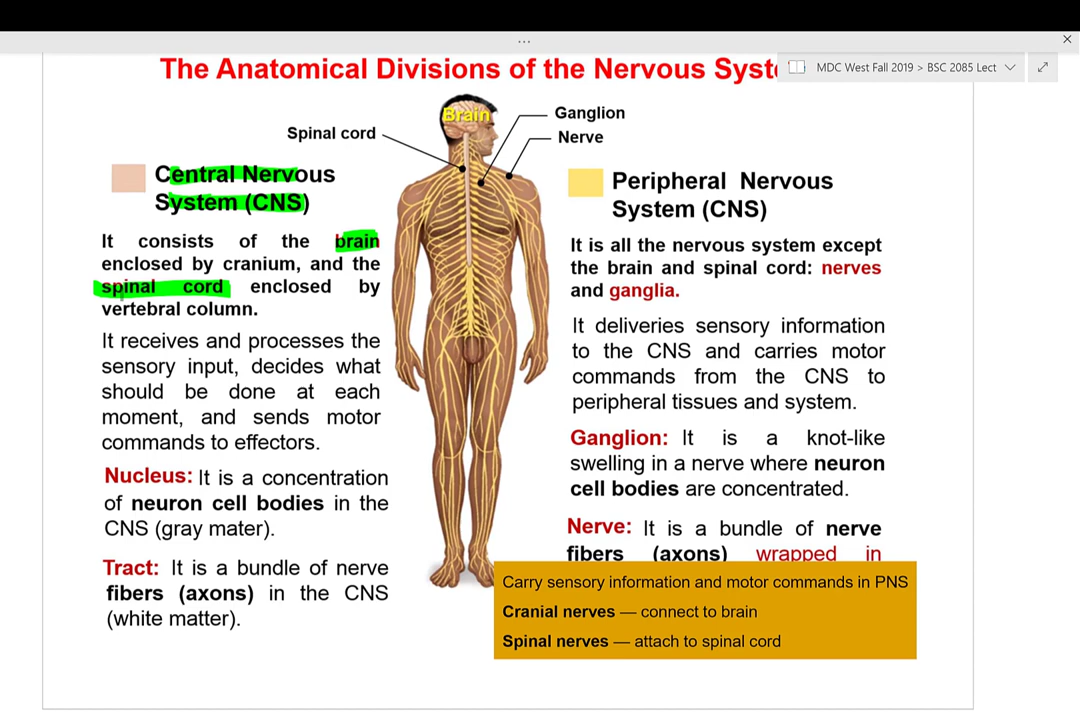 ...
The Anatomical Divisions of the Nervous Syst
MDC West Fall 2019 > BSC 2085 Lect
Brain
Spinal cord
Ganglion
Nerve
Central Nervous
System (CNS)
It consists of the brain
enclosed by cranium, and the
spinal cord enclosed by
vertebral column.
It receives and processes the
sensory input, decides what
should be done at each
moment, and sends motor
commands to effectors.
Nucleus: It is a concentration
of neuron cell bodies in the
CNS (gray mater).
Tract: It is a bundle of nerve
fibers (axons) in the CNS
(white matter).
Peripheral Nervous
System (CNS)
It is all the nervous system except
the brain and spinal cord: nerves
and ganglia.
It deliveries sensory information
to the CNS and carries motor
commands from the CNS to
peripheral tissues and system.
Ganglion: It is a knot-like
swelling in a nerve where neuron
cell bodies are concentrated.
Nerve: It is a bundle of nerve
fibers (axons) wrapped in
Carry sensory information and motor commands in PNS
Cranial nerves — connect to brain
Spinal nerves — attach to spinal cord